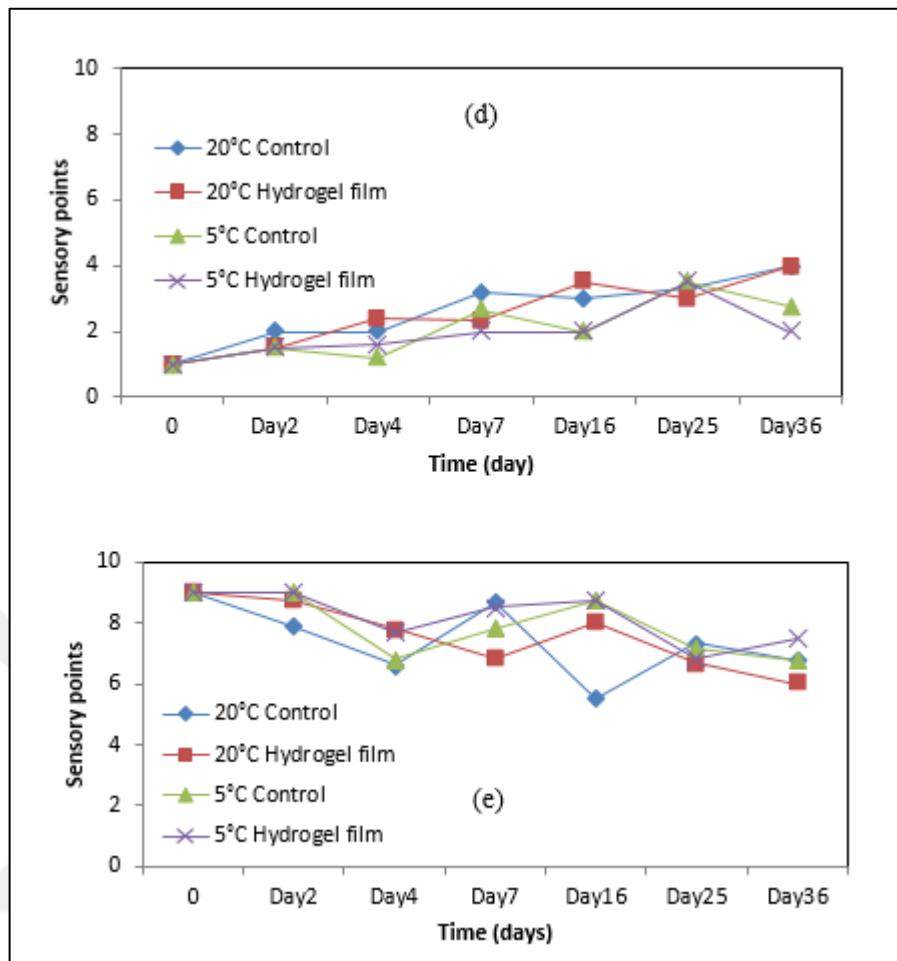 10
(d)
8
20°C Control
20°C Hydrogel film
6
5°C Control
4
5°C Hydrogel film
2
0
Sensory points
0 Day2 Day4 Day7 Day16 Day25 Day36
Time (day)
10
8
6
20°C Control
4
20°C Hydrogel film
5°C Control
(e)
2
5°C Hydrogel film
0
Sensory points
0 Day2 Day4 Day7 Day16 Day25 Day36
Time (days)